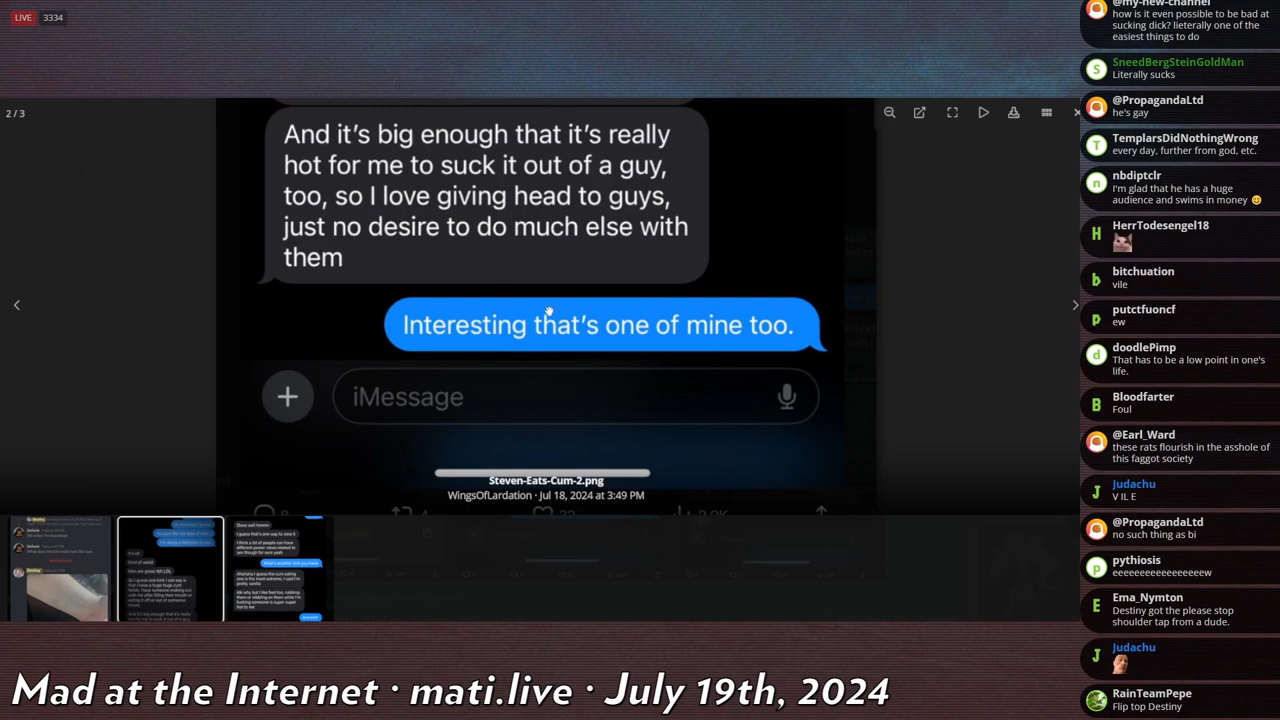 LIVE 3334
2 / 3
And it's big enough that it's really
hot for me to suck it out of a guy,
too, so I love giving head to guys,
just no desire to do much else with
them
Interesting that's one of mine too.
iMessage
Steven-Eats-Cum-2.png
WingsOfLardation · Jul 18, 2024 at 3:49 PM
@my-new-channel
how is it even possible to be bad at
sucking dick? lieterally one of the
easiest things to do
SneedBergSteinGoldMan
Literally sucks
@PropagandaLtd
he's gay
TemplarsDidNothingWrong
every day, further from god, etc.
nbdiptclr
I'm glad that he has a huge
audience and swims in money
HerrTodesengel18
bitchuation
vile
putctfuoncf
ew
doodlePimp
That has to be a low point in one's
life.
Bloodfarter
Foul
@Earl_Ward
these rats flourish in the asshole of
this faggot society
Judachu
V IL E
@PropagandaLtd
no such thing as bi
pythiosis
Ema_Nymton
Destiny got the please stop
shoulder tap from a dude.
Judachu
RainTeamPepe
Flip top Destiny
Mad at the Internet · mati.live · July 19th, 2024